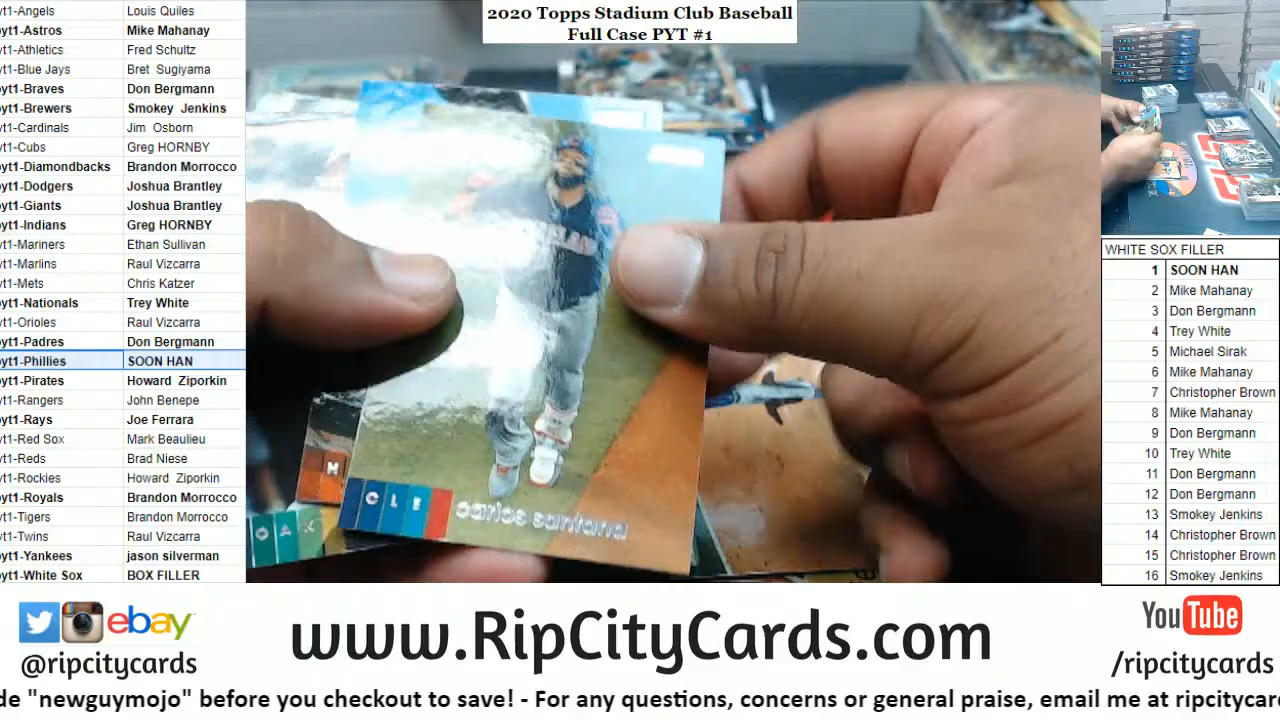 2020 Topps Stadium Club Baseball
Full Case PYT #1
yt1-Angels Louis Quiles
yt1-Astros Mike Mahanay
yt1-Athletics Fred Schultz
yt1-Blue Jays Bret Sugiyama
yt1-Braves Don Bergmann
yt1-Brewers Smokey Jenkins
yt1-Cardinals Jim Osborn
yt1-Cubs Greg HORNBY
yt1-Diamondbacks Brandon Morrocco
yt1-Dodgers Joshua Brantley
yt1-Giants Joshua Brantley
yt1-Indians Greg HORNBY
yt1-Mariners Ethan Sullivan
yt1-Marlins Raul Vizcarra
yt1-Mets Chris Katzer
yt1-Nationals Trey White
yt1-Orioles Raul Vizcarra
yt1-Padres Don Bergmann
yt1-Phillies SOON HAN
yt1-Pirates Howard Ziporkin
yt1-Rangers John Benepe
yt1-Rays Joe Ferrara
yt1-Red Sox Mark Beaulieu
yt1-Reds Brad Niese
yt1-Rockies Howard Ziporkin
yt1-Royals Brandon Morrocco
yt1-Tigers Brandon Morrocco
yt1-Twins Raul Vizcarra
yt1-Yankees jason silverman
yt1-White Sox BOX FILLER
M
OAK
CLE carlos santana
WHITE SOX FILLER
1 SOON HAN
2 Mike Mahanay
3 Don Bergmann
4 Trey White
5 Michael Sirak
6 Mike Mahanay
7 Christopher Brown
8 Mike Mahanay
9 Don Bergmann
10 Trey White
11 Don Bergmann
12 Don Bergmann
13 Smokey Jenkins
14 Christopher Brown
15 Christopher Brown
16 Smokey Jenkins
ebay
@ripcitycards
www.RipCityCards.com
YouTube
/ripcitycards
de "newguymojo" before you checkout to save! - For any questions, concerns or general praise, email me at ripcitycar